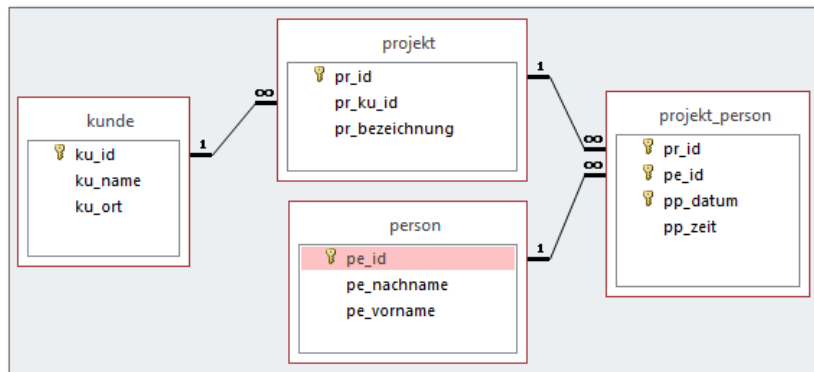 projekt
pr_id
pr_ku_id
pr_bezeichnung
1
∞
kunde
ku_id
ku_name
ku_ort
1
projekt_person
pr_id
pe_id
pp_datum
pp_zeit
∞
∞
person
pe_id
pe_nachname
pe_vorname
1